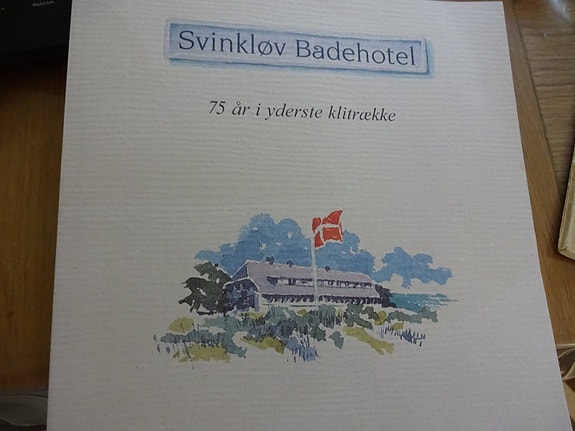 Svinkløv Badehotel
75 år i yderste klitrække